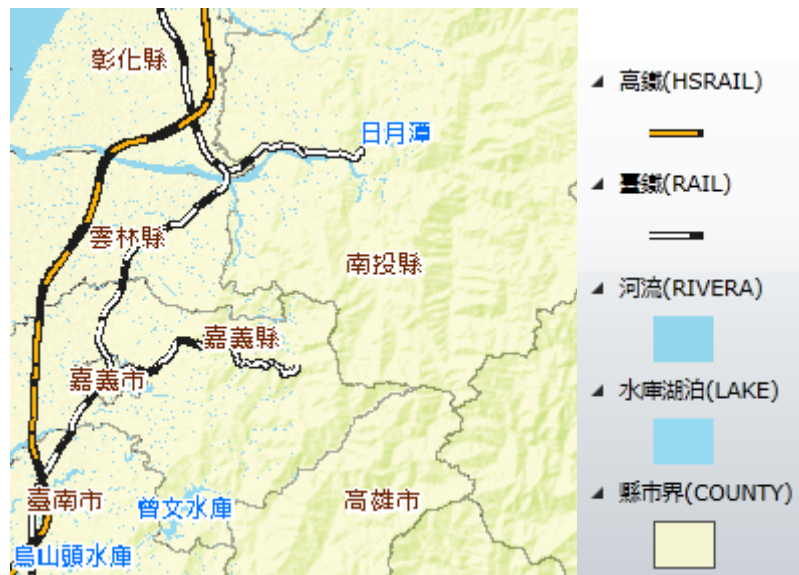 彰化縣
日月潭
雲林縣
南投縣
嘉義縣
嘉義市
臺南市
曾文水庫
高雄市
烏山頭水庫
高鐵(HSRAIL)
臺鐵(RAIL)
河流(RIVERA)
水庫湖泊(LAKE)
縣市界(COUNTY)